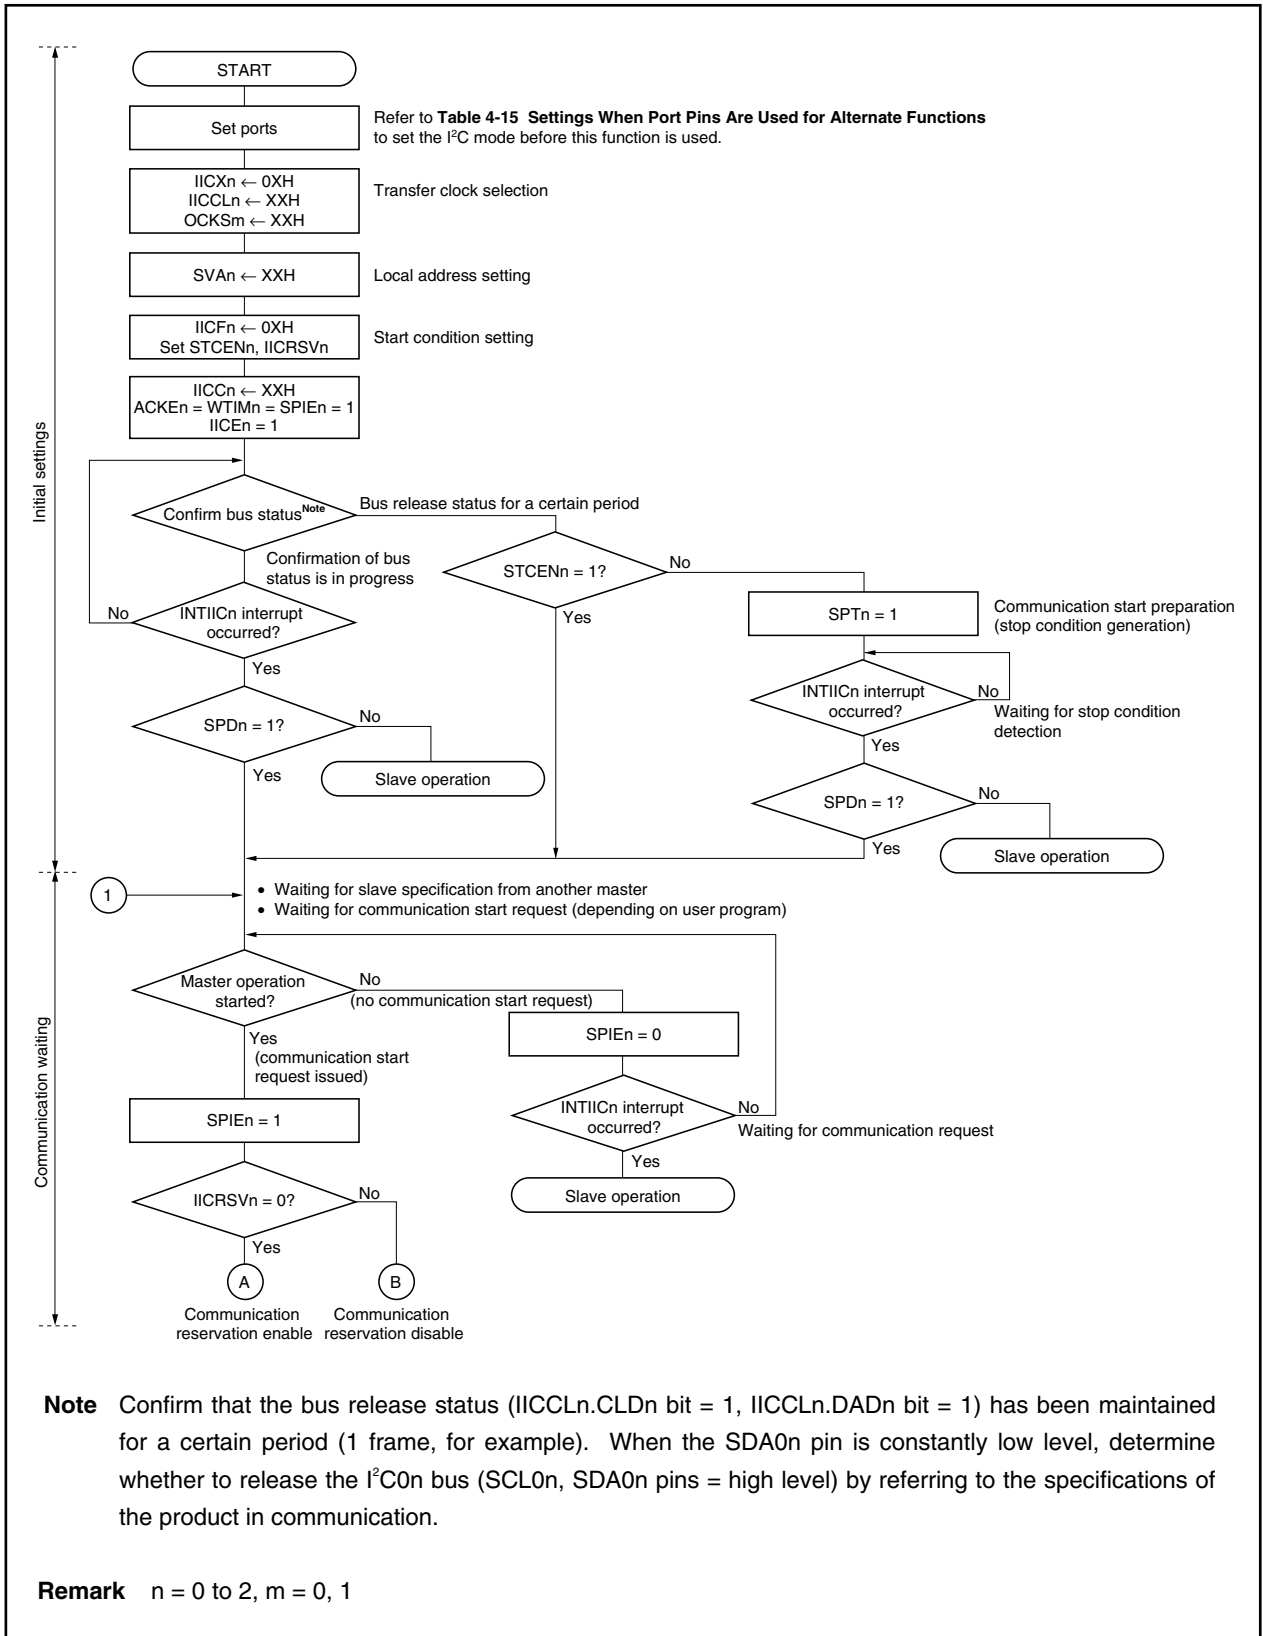 START
Set ports
Refer to Table 4-15 Settings When Port Pins Are Used for Alternate Functions
to set the I²C mode before this function is used.
IICXn ← 0XH
IICCLn ← XXH
OCKSm ← XXH
Transfer clock selection
SVAn ← XXH
Local address setting
IICFn ← 0XH
Set STCENn, IICRSVn
Start condition setting
IICCn ← XXH
ACKEn = WTIMn = SPIEn = 1
IICEn = 1
Initial settings
Confirm bus statusNote
Bus release status for a certain period
Confirmation of bus
status is in progress
STCENn = 1?
No
Yes
SPTn = 1
Communication start preparation
(stop condition generation)
No
INTIICn interrupt
occurred?
Yes
INTIICn interrupt
occurred?
No
Waiting for stop condition
detection
Yes
SPDn = 1?
No
Yes
Slave operation
SPDn = 1?
No
Yes
Slave operation
1
• Waiting for slave specification from another master
• Waiting for communication start request (depending on user program)
Communication waiting
Master operation
started?
No
(no communication start request)
Yes
(communication start
request issued)
SPIEn = 0
SPIEn = 1
INTIICn interrupt
occurred?
No
Waiting for communication request
Yes
Slave operation
IICRSVn = 0?
No
Yes
A
B
Communication
reservation enable
Communication
reservation disable
Note Confirm that the bus release status (IICCLn.CLDn bit = 1, IICCLn.DADn bit = 1) has been maintained
for a certain period (1 frame, for example). When the SDA0n pin is constantly low level, determine
whether to release the I²C0n bus (SCL0n, SDA0n pins = high level) by referring to the specifications of
the product in communication.
Remark n = 0 to 2, m = 0, 1